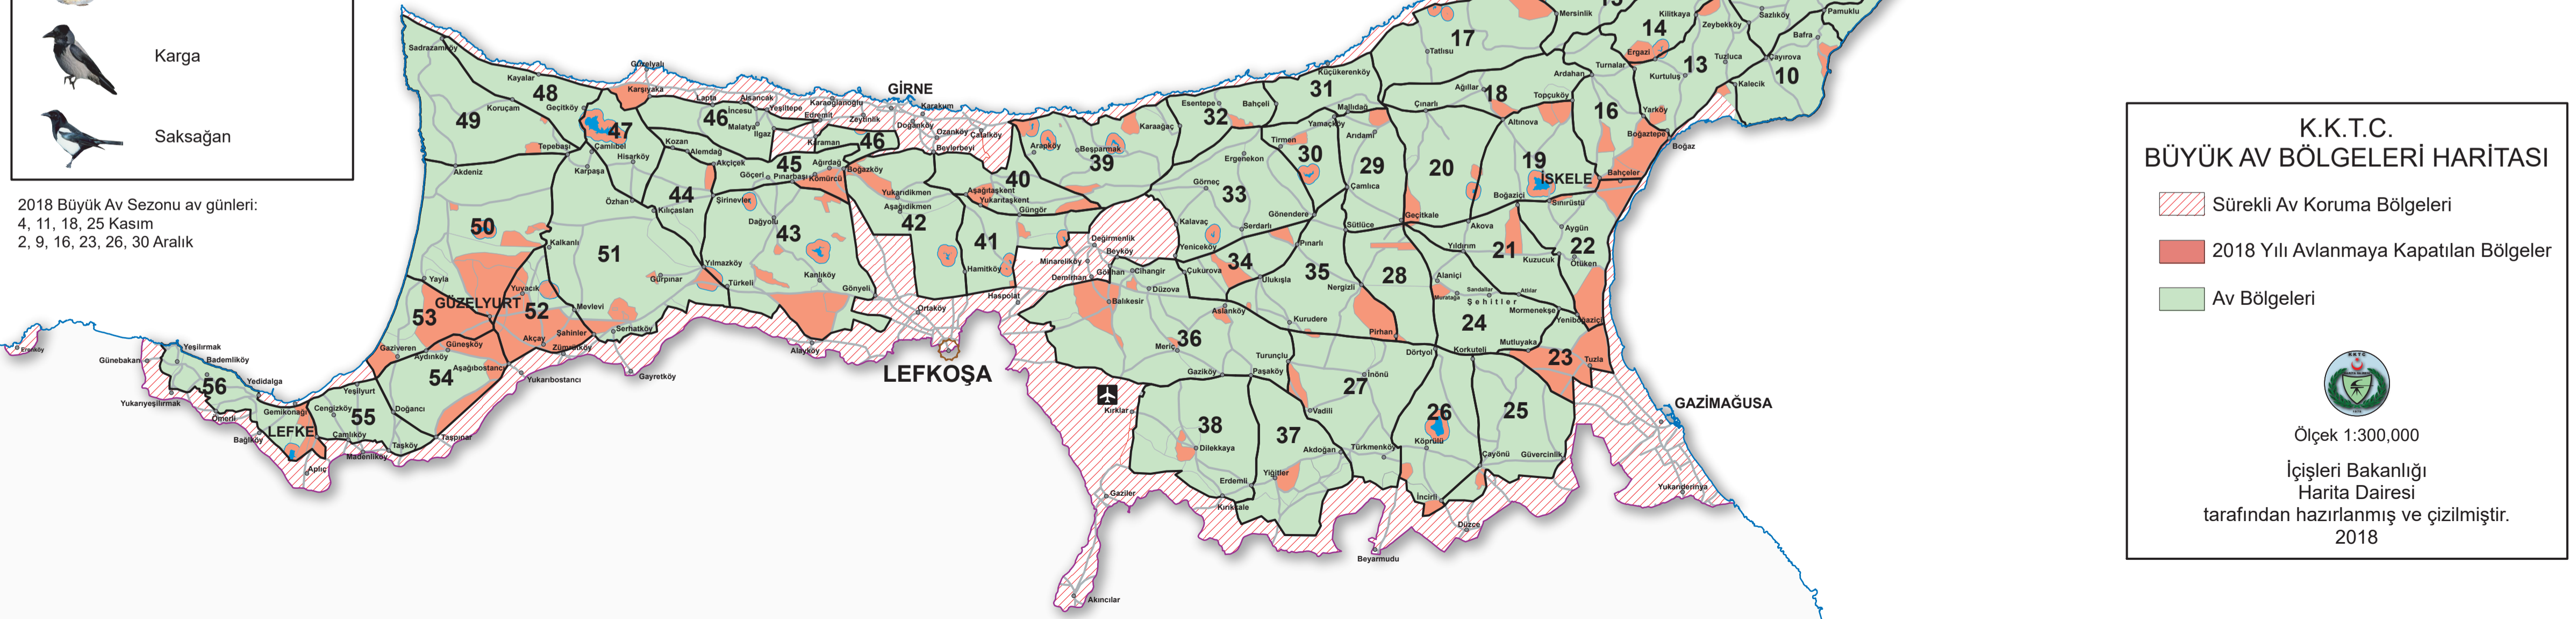 Karga
Saksağan
2018 Büyük Av Sezonu av günleri:
4, 11, 18, 25 Kasım
2, 9, 16, 23, 26, 30 Aralık
K.K.T.C.
BÜYÜK AV BÖLGELERİ HARİTASI
Sürekli Av Koruma Bölgeleri
2018 Yılı Avlanmaya Kapatılan Bölgeler
Av Bölgeleri
Ölçek 1:300,000
İçişleri Bakanlığı
Harita Dairesi
tarafından hazırlanmış ve çizilmiştir.
2018
Sadrazamköy
Kayalar
48
Koruçam
Geçitköy
49
Güzelyalı
Karşıyaka
47
Çamlıbel
Tepebaşı
Hisarköy
Karpaşa
Akdeniz
Lapta
Alsancak
İncesu
Yeşiltepe
46
Malatya
Ilgaz
Edremit
Karaoğlanoğlu
Zeytinlik
GİRNE
Karakum
Doğanköy
Ozanköy
Çatalköy
Beylerbeyi
Karaman
46
Kozan
Alemdağ
Akçiçek
45
Ağırdağ
Göçeri
Pınarbaşı
Kömürcü
Boğazköy
44
Özhan
Kılıçaslan
Şirinevler
Dağyolu
43
Yukarıdikmen
Aşağıdikmen
42
Aşağıtaşkent
Yukarıtaşkent
40
Güngör
Arapköy
Beşparmak
39
Karaağaç
50
Kalkanlı
51
Yayla
GÜZELYURT
Yuvacık
52
Mevlevi
Gürpınar
Yılmazköy
Türkeli
Kanlıköy
Gönyeli
Hamitköy
41
Haspolat
Ortaköy
LEFKOŞA
53
Gaziveren
Aydınköy
Güneşköy
Akçay
Şahinler
Zümrütköy
Serhatköy
Alayköy
Gayretköy
Aşağıbostancı
Yukarıbostancı
54
Erenköy
Günebakan
Yeşilırmak
Bademliköy
56
Yedidalga
Yukarıyeşilırmak
Ömerli
Bağlıköy
Gemikonağı
LEFKE
Cengizköy
Yeşilyurt
55
Doğancı
Çamlıköy
Madenliköy
Taşköy
Taşpınar
Aplıç
17
Tatlısu
Mersinlik
Küçükerenköy
31
Esentepe
Bahçeli
32
Mallıdağ
Çınarlı
Ağıllar
18
Topçuköy
Ardahan
Turnalar
Altınova
14
Ergazi
Kilitkaya
Zeybekköy
Sazlıköy
Pamuklu
Bafra
13
Tuzluca
Kurtuluş
Çayırova
10
Kalecik
16
Yarköy
Boğaztepe
Boğaz
Yamaçköy
Tirmen
Arıdamı
30
29
Ergenekon
33
Görneç
Kalavaç
Gönendere
Serdarlı
Çamlıca
20
19
İSKELE
Bahçeler
Boğaziçi
Sınırüstü
Geçitkale
Sütlüce
Akova
Aygün
Değirmenlik
Beyköy
Minareliköy
Demirhan
Gökhan
Cihangir
Düzova
Balıkesir
Yeniceköy
Çukurova
34
Ulukışla
Pınarlı
35
Nergizli
28
Yıldırım
21
22
Kuzucuk
Ötüken
Alaniçi
Muratağa
Sandallar
Atlılar
Şehitler
Mormenekşe
Yeniboğaziçi
24
Aslanköy
Kurudere
36
Meriç
Pirhan
Turunçlu
Dörtyol
Korkuteli
Mutluyaka
23
Tuzla
Gaziköy
Paşaköy
İnönü
27
Kırklar
Vadili
38
37
Dilekkaya
Akdoğan
Türkmenköy
26
Köprülü
25
Çayönü
Güvercinlik
GAZİMAĞUSA
Yiğitler
Erdemli
Kırıkkale
Gaziler
İncirli
Düzce
Beyarmudu
Yukarıderinya
Akıncılar